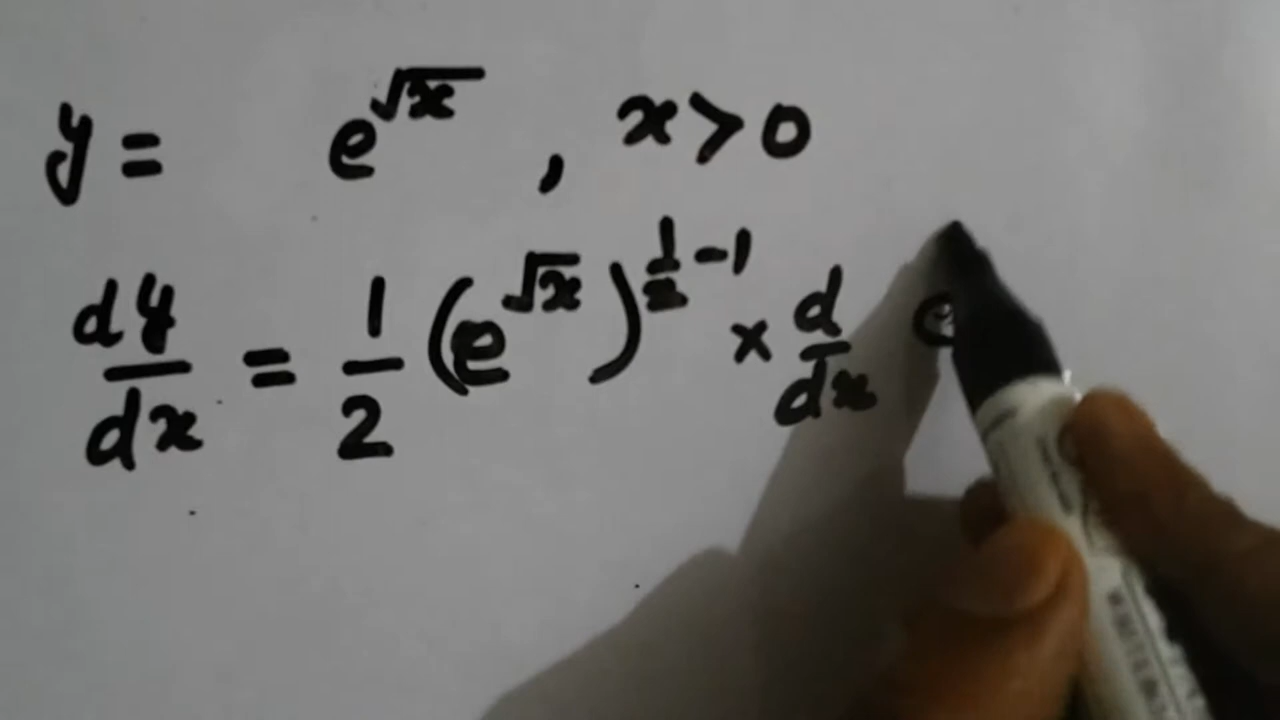 y = e^√x , x > 0
dy/dx = 1/2 (e^√x)^(1/2 - 1) × d/dx e